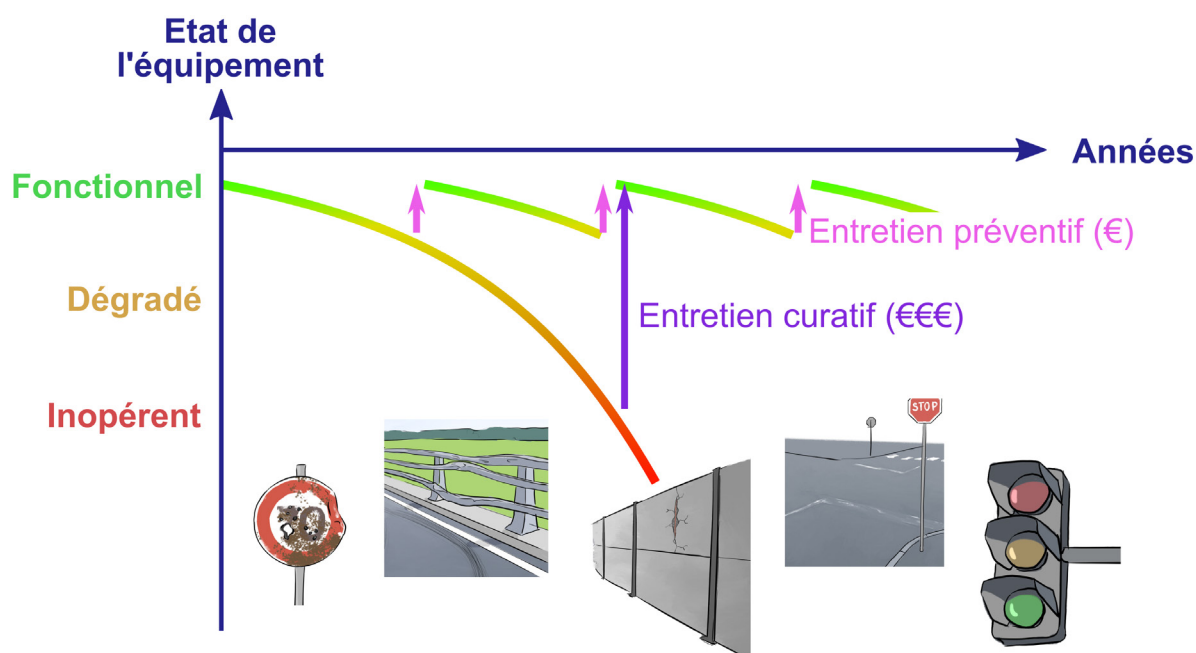 Etat de
l'équipement
Années
Fonctionnel
Entretien préventif (€)
Dégradé
Entretien curatif (€€€)
Inopérent
STOP